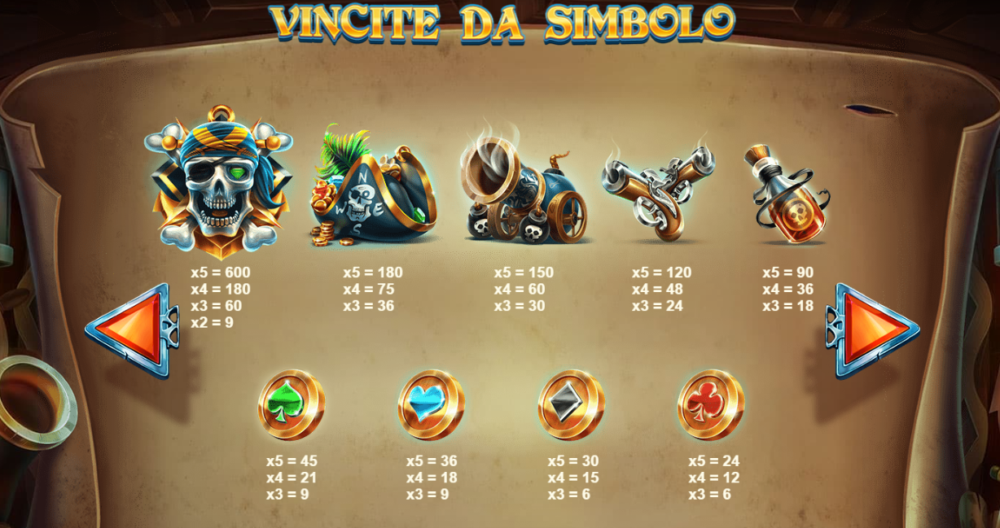 VINCITE DA SIMBOLO
N
W E
S
x5 = 600
x4 = 180
x3 = 60
x2 = 9
x5 = 180
x4 = 75
x3 = 36
x5 = 150
x4 = 60
x3 = 30
x5 = 120
x4 = 48
x3 = 24
x5 = 90
x4 = 36
x3 = 18
x5 = 45
x4 = 21
x3 = 9
x5 = 36
x4 = 18
x3 = 9
x5 = 30
x4 = 15
x3 = 6
x5 = 24
x4 = 12
x3 = 6